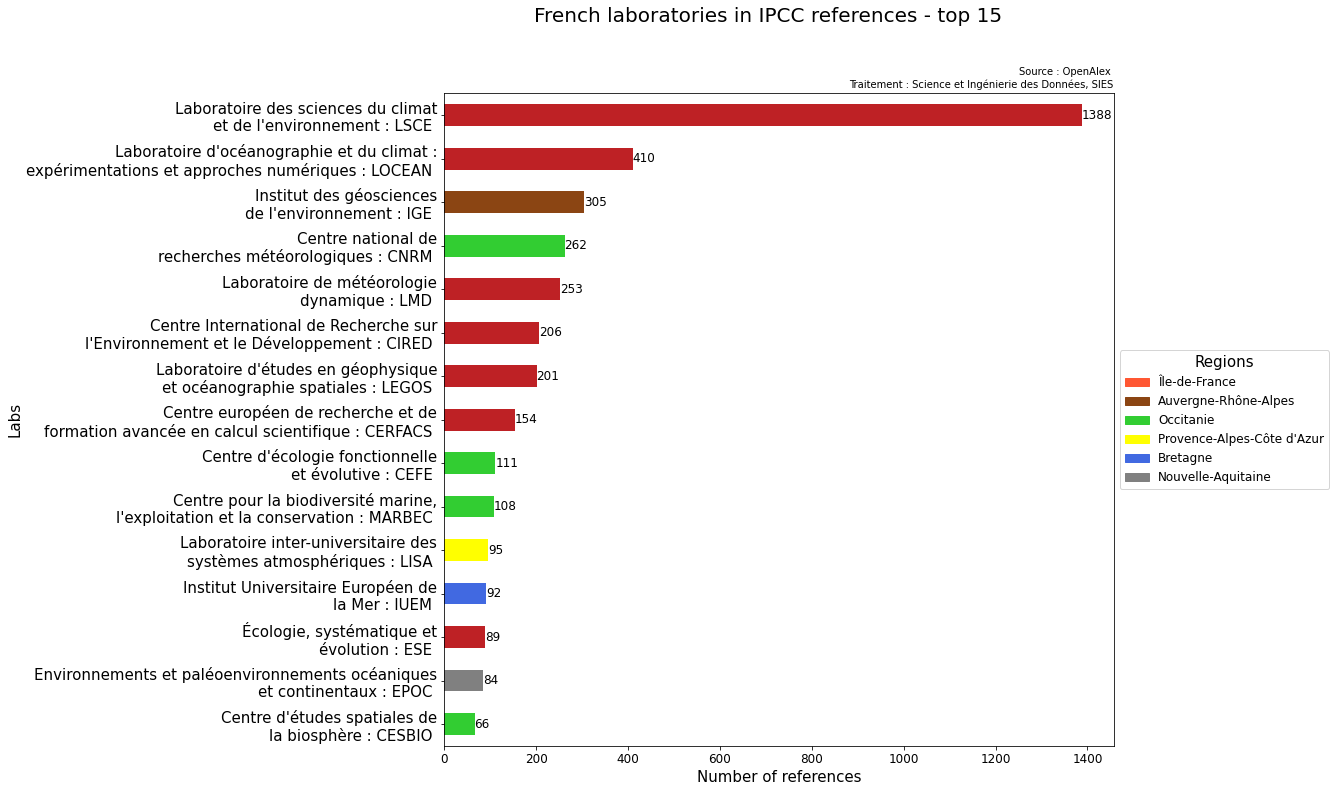 French laboratories in IPCC references - top 15
Source : OpenAlex
Traitement : Science et Ingénierie des Données, SIES
Labs
Laboratoire des sciences du climat
et de l'environnement : LSCE
1388
Laboratoire d'océanographie et du climat :
expérimentations et approches numériques : LOCEAN
410
Institut des géosciences
de l'environnement : IGE
305
Centre national de
recherches météorologiques : CNRM
262
Laboratoire de météorologie
dynamique : LMD
253
Centre International de Recherche sur
l'Environnement et le Développement : CIRED
206
Laboratoire d'études en géophysique
et océanographie spatiales : LEGOS
201
Centre européen de recherche et de
formation avancée en calcul scientifique : CERFACS
154
Centre d'écologie fonctionnelle
et évolutive : CEFE
111
Centre pour la biodiversité marine,
l'exploitation et la conservation : MARBEC
108
Laboratoire inter-universitaire des
systèmes atmosphériques : LISA
95
Institut Universitaire Européen de
la Mer : IUEM
92
Écologie, systématique et
évolution : ESE
89
Environnements et paléoenvironnements océaniques
et continentaux : EPOC
84
Centre d'études spatiales de
la biosphère : CESBIO
66
0 200 400 600 800 1000 1200 1400
Number of references
Regions
Île-de-France
Auvergne-Rhône-Alpes
Occitanie
Provence-Alpes-Côte d'Azur
Bretagne
Nouvelle-Aquitaine